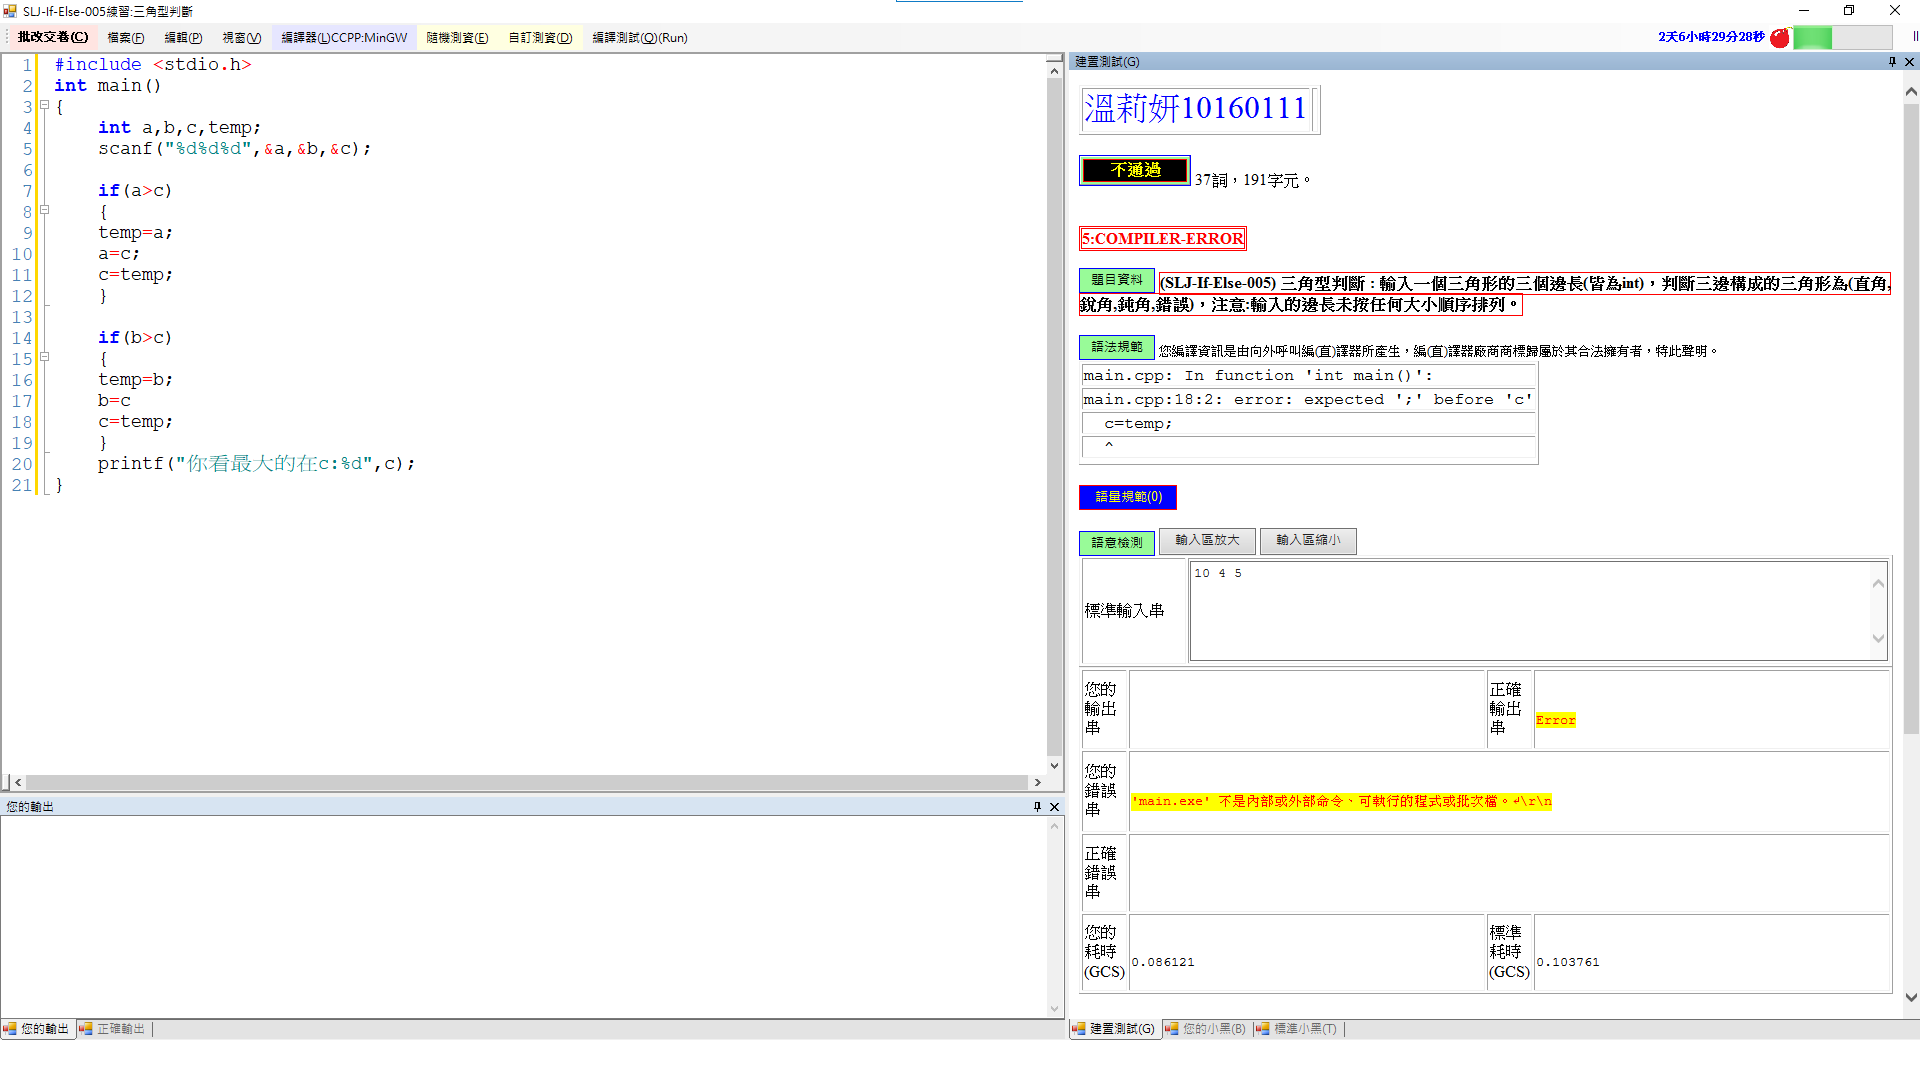 SLJ-If-Else-005練習:三角型判斷
批改交卷(C) 檔案(F) 編輯(P) 視窗(V) 編譯器(L)CCPP:MinGW 隨機測資(E) 自訂測資(D) 編譯測試(Q)(Run) 2天6小時29分28秒
1 #include <stdio.h>
2 int main()
3 {
4 int a,b,c,temp;
5 scanf("%d%d%d",&a,&b,&c);
6
7 if(a>c)
8 {
9 temp=a;
10 a=c;
11 c=temp;
12 }
13
14 if(b>c)
15 {
16 temp=b;
17 b=c
18 c=temp;
19 }
20 printf("你看最大的在c:%d",c);
21 }
您的輸出
您的輸出 正確輸出
建置測試(G)
溫莉妍10160111
不通過 37詞，191字元。
5:COMPILER-ERROR
題目資料 (SLJ-If-Else-005) 三角型判斷 : 輸入一個三角形的三個邊長(皆為int)，判斷三邊構成的三角形為(直角,
銳角,鈍角,錯誤)，注意:輸入的邊長未按任何大小順序排列。
語法規範 您編譯資訊是由向外呼叫編(直)譯器所產生，編(直)譯器廠商商標歸屬於其合法擁有者，特此聲明。
main.cpp: In function 'int main()':
main.cpp:18:2: error: expected ';' before 'c'
c=temp;
^
語量規範(0)
語意檢測 輸入區放大 輸入區縮小
標準輸入串
10 4 5
您的
輸出
串
正確
輸出
串
Error
您的
錯誤
串
'main.exe' 不是內部或外部命令、可執行的程式或批次檔。↵\r\n
正確
錯誤
串
您的
耗時
(GCS)
0.086121
標準
耗時
(GCS)
0.103761
建置測試(G) 您的小黑(B) 標準小黑(T)